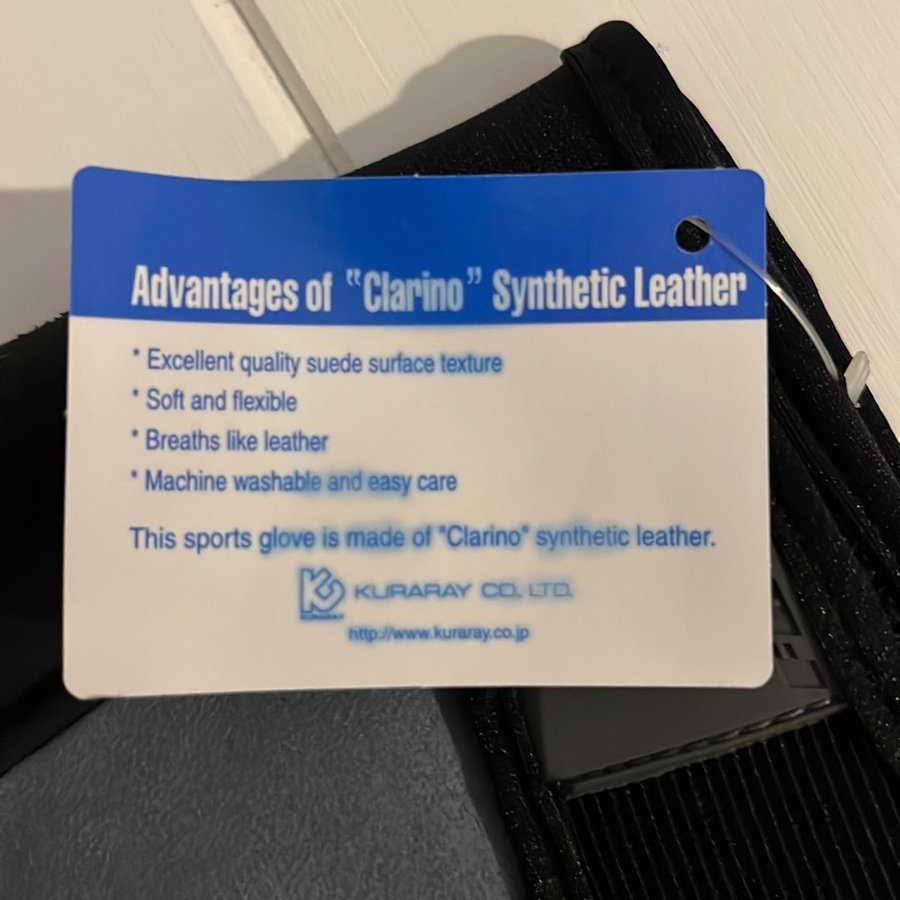 Advantages of "Clarino" Synthetic Leather
* Excellent quality suede surface texture
* Soft and flexible
* Breaths like leather
* Machine washable and easy care
This sports glove is made of "Clarino" synthetic leather.
KURARAY
KURARAY CO., LTD.
http://www.kuraray.co.jp